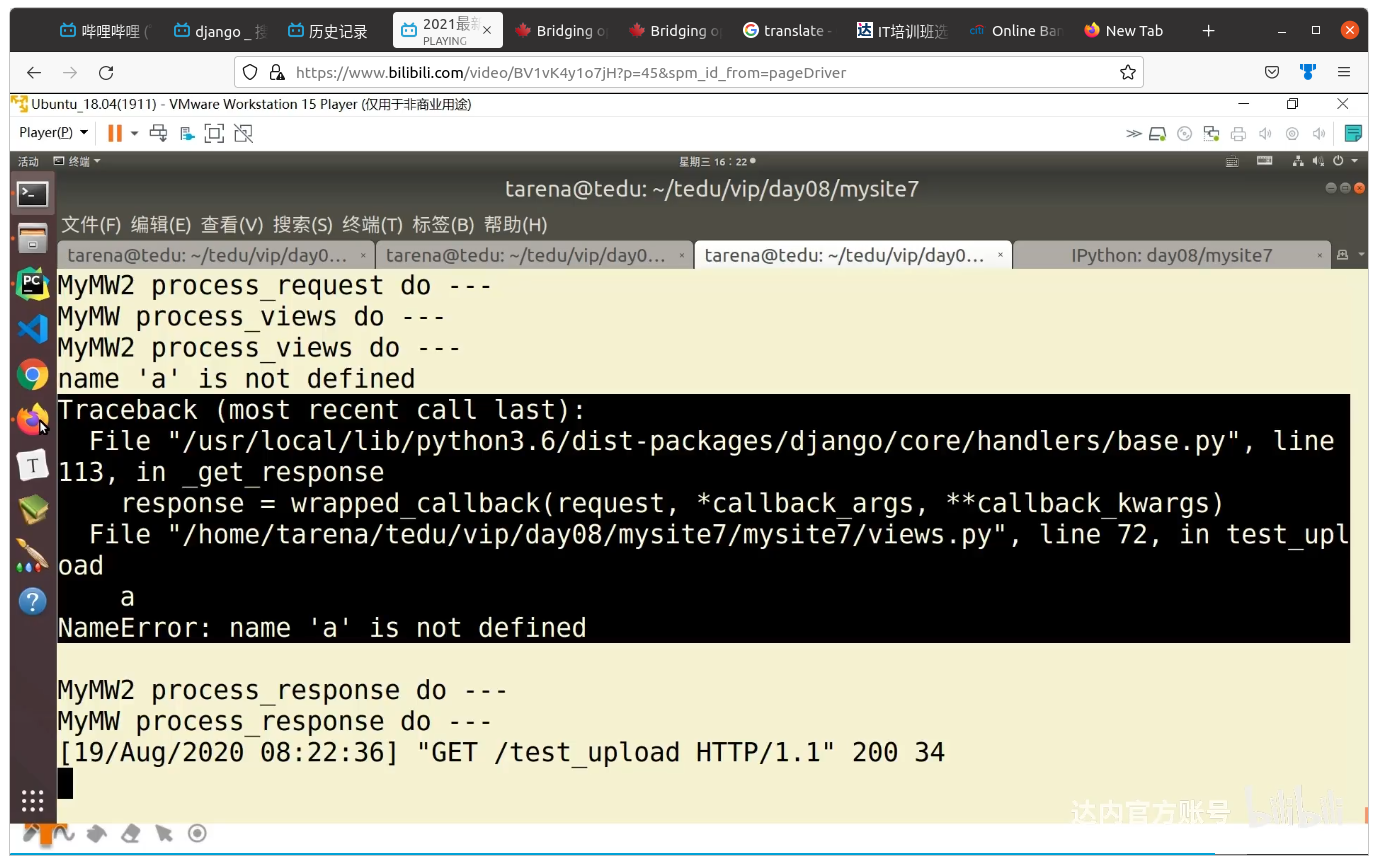 哔哩哔哩 (
django _ 搜
历史记录
2021最新
PLAYING
Bridging
Bridging
translate -
IT培训班选
Online Ban
New Tab
https://www.bilibili.com/video/BV1vK4y1o7jH?p=45&spm_id_from=pageDriver
Ubuntu_18.04(1911) - VMware Workstation 15 Player (仅用于非商业用途)
Player(P)
活动
终端
星期三 16：22
tarena@tedu: ~/tedu/vip/day08/mysite7
文件(F) 编辑(E) 查看(V) 搜索(S) 终端(T) 标签(B) 帮助(H)
tarena@tedu: ~/tedu/vip/day0...
tarena@tedu: ~/tedu/vip/day0...
tarena@tedu: ~/tedu/vip/day0...
IPython: day08/mysite7
MyMW2 process_request do ---
MyMW process_views do ---
MyMW2 process_views do ---
name 'a' is not defined
Traceback (most recent call last):
  File "/usr/local/lib/python3.6/dist-packages/django/core/handlers/base.py", line
113, in _get_response
    response = wrapped_callback(request, *callback_args, **callback_kwargs)
  File "/home/tarena/tedu/vip/day08/mysite7/mysite7/views.py", line 72, in test_upl
oad
    a
NameError: name 'a' is not defined
MyMW2 process_response do ---
MyMW process_response do ---
[19/Aug/2020 08:22:36] "GET /test_upload HTTP/1.1" 200 34
达内官方账号 bilibili